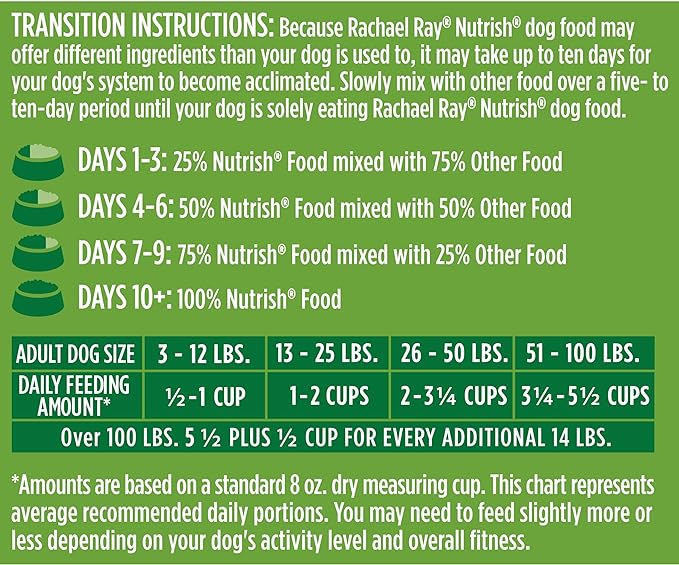 TRANSITION INSTRUCTIONS: Because Rachael Ray® Nutrish® dog food may
offer different ingredients than your dog is used to, it may take up to ten days for
your dog's system to become acclimated. Slowly mix with other food over a five- to
ten-day period until your dog is solely eating Rachael Ray® Nutrish® dog food.
DAYS 1-3: 25% Nutrish® Food mixed with 75% Other Food
DAYS 4-6: 50% Nutrish® Food mixed with 50% Other Food
DAYS 7-9: 75% Nutrish® Food mixed with 25% Other Food
DAYS 10+: 100% Nutrish® Food
ADULT DOG SIZE 3 - 12 LBS. 13 - 25 LBS. 26 - 50 LBS. 51 - 100 LBS.
DAILY FEEDING
AMOUNT* ½-1 CUP 1-2 CUPS 2-3¼ CUPS 3¼-5½ CUPS
Over 100 LBS. 5 ½ PLUS ½ CUP FOR EVERY ADDITIONAL 14 LBS.
*Amounts are based on a standard 8 oz. dry measuring cup. This chart represents
average recommended daily portions. You may need to feed slightly more or
less depending on your dog's activity level and overall fitness.